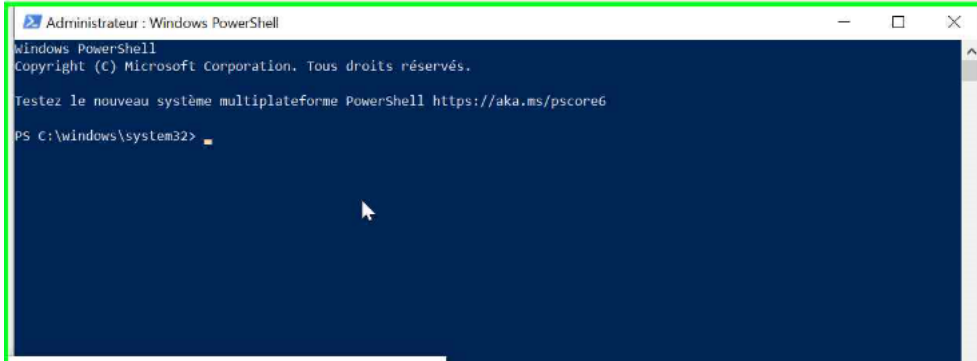 Administrateur : Windows PowerShell
Windows PowerShell
Copyright (C) Microsoft Corporation. Tous droits réservés.
Testez le nouveau système multiplateforme PowerShell https://aka.ms/pscore6
PS C:\windows\system32>